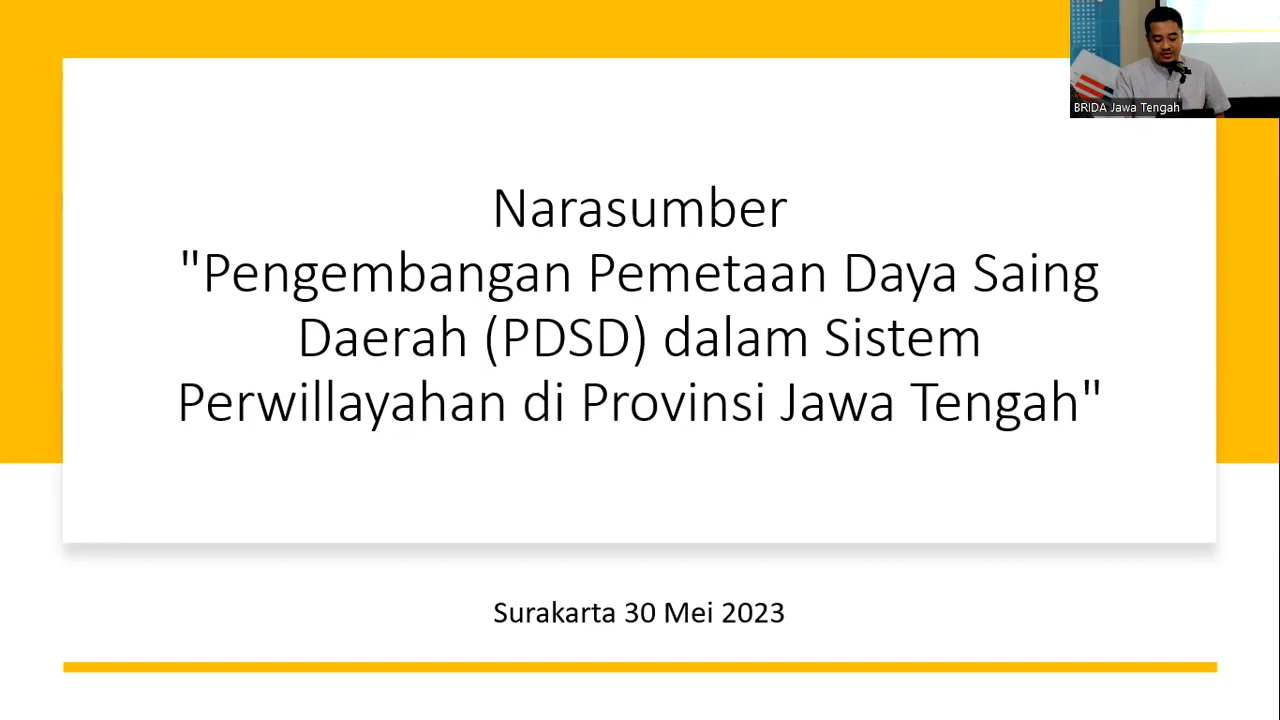 BRIDA Jawa Tengah
Narasumber
"Pengembangan Pemetaan Daya Saing
Daerah (PDSD) dalam Sistem
Perwillayahan di Provinsi Jawa Tengah"
Surakarta 30 Mei 2023